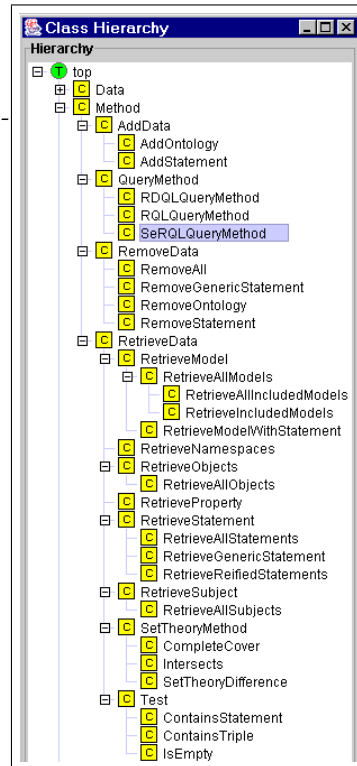 Class Hierarchy
Hierarchy
T top
C Data
C Method
C AddData
C AddOntology
C AddStatement
C QueryMethod
C RDQLQueryMethod
C RQLQueryMethod
C SeRQLQueryMethod
C RemoveData
C RemoveAll
C RemoveGenericStatement
C RemoveOntology
C RemoveStatement
C RetrieveData
C RetrieveModel
C RetrieveAllModels
C RetrieveAllIncludedModels
C RetrieveIncludedModels
C RetrieveModelWithStatement
C RetrieveNamespaces
C RetrieveObjects
C RetrieveAllObjects
C RetrieveProperty
C RetrieveStatement
C RetrieveAllStatements
C RetrieveGenericStatement
C RetrieveReifiedStatements
C RetrieveSubject
C RetrieveAllSubjects
C SetTheoryMethod
C CompleteCover
C Intersects
C SetTheoryDifference
C Test
C ContainsStatement
C ContainsTriple
C IsEmpty